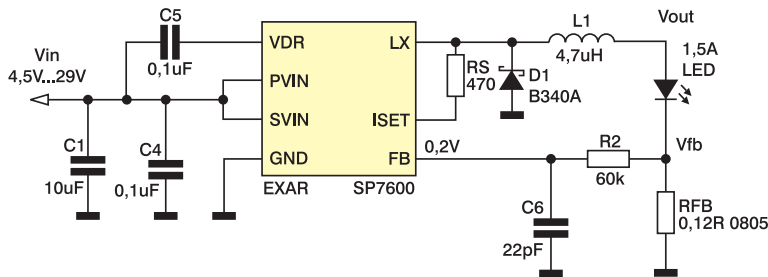 C5
0,1uF
Vin
4,5V...29V
C1
10uF
C4
0,1uF
VDR
PVIN
SVIN
GND
LX
ISET
FB
EXAR
SP7600
RS
470
D1
B340A
L1
4,7uH
Vout
1,5A
LED
0,2V
R2
60k
Vfb
C6
22pF
RFB
0,12R 0805